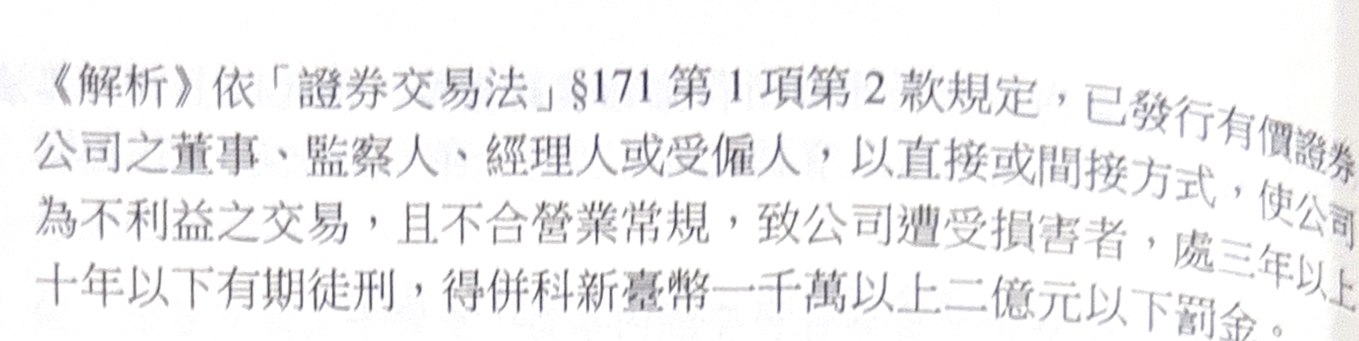 《解析》依「證券交易法」§171 第 1 項第 2 款規定，已發行有價證券
公司之董事、監察人、經理人或受僱人，以直接或間接方式，使公司
為不利益之交易，且不合營業常規，致公司遭受損害者，處三年以上
十年以下有期徒刑，得併科新臺幣一千萬以上二億元以下罰金。